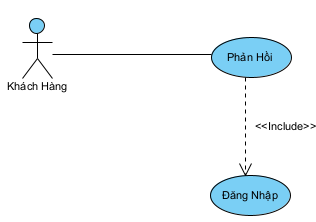 Phản Hồi
Khách Hàng
<<Include>>
Đăng Nhập